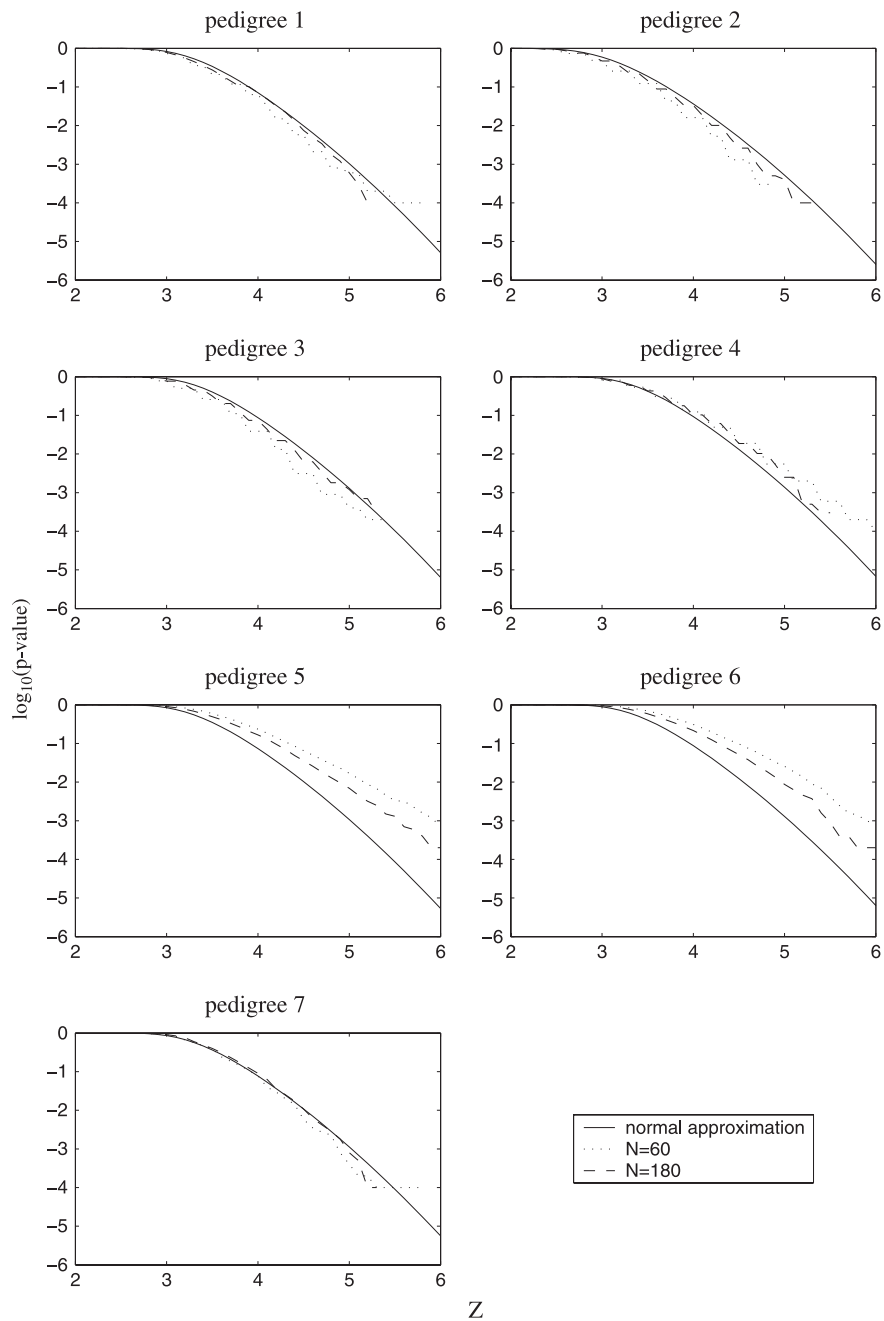 pedigree 1
pedigree 2
0
−1
−2
−3
−4
−5
−6
2 3 4 5 6
0
−1
−2
−3
−4
−5
−6
2 3 4 5 6
pedigree 3
pedigree 4
0
−1
−2
−3
−4
−5
−6
2 3 4 5 6
0
−1
−2
−3
−4
−5
−6
2 3 4 5 6
log10(p-value)
pedigree 5
pedigree 6
0
−1
−2
−3
−4
−5
−6
2 3 4 5 6
0
−1
−2
−3
−4
−5
−6
2 3 4 5 6
pedigree 7
0
−1
−2
−3
−4
−5
−6
2 3 4 5 6
normal approximation
N=60
N=180
Z